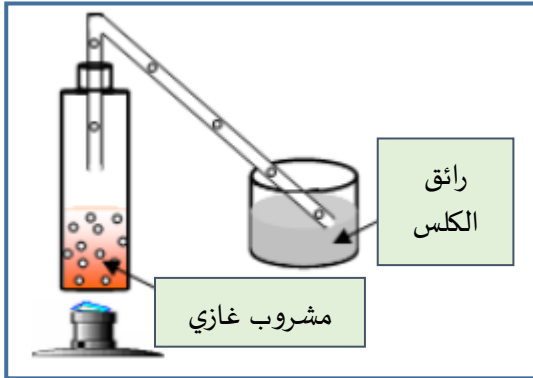 رائق
الكلس
مشروب غازي